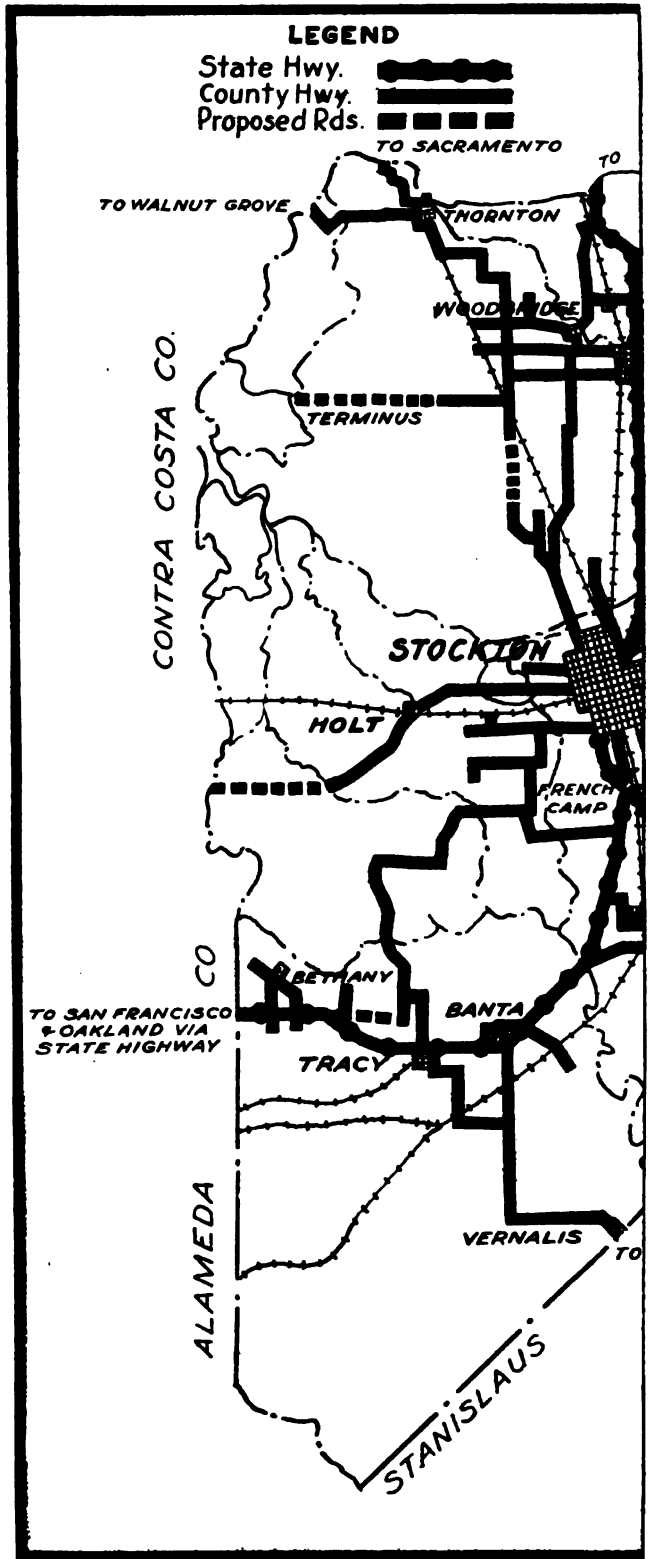 LEGEND
State Hwy.
County Hwy.
Proposed Rds.
TO SACRAMENTO
TO
TO WALNUT GROVE
THORNTON
WOODBRIDGE
CONTRA COSTA CO.
TERMINUS
STOCKTON
HOLT
FRENCH
CAMP
CO
BETHANY
TO SAN FRANCISCO
& OAKLAND VIA
STATE HIGHWAY
BANTA
TRACY
ALAMEDA
VERNALIS
TO
STANISLAUS